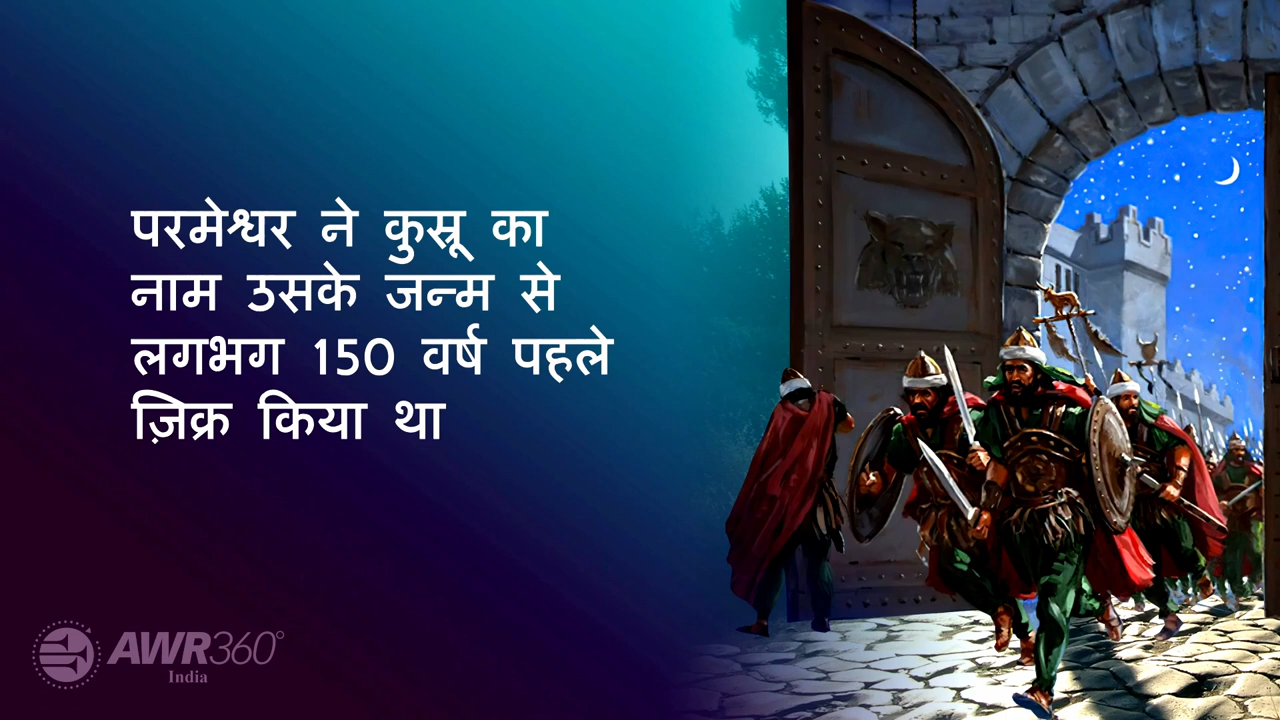 परमेश्वर ने कुस्रू का
नाम उसके जन्म से
लगभग 150 वर्ष पहले
ज़िक्र किया था
AWR360°
India